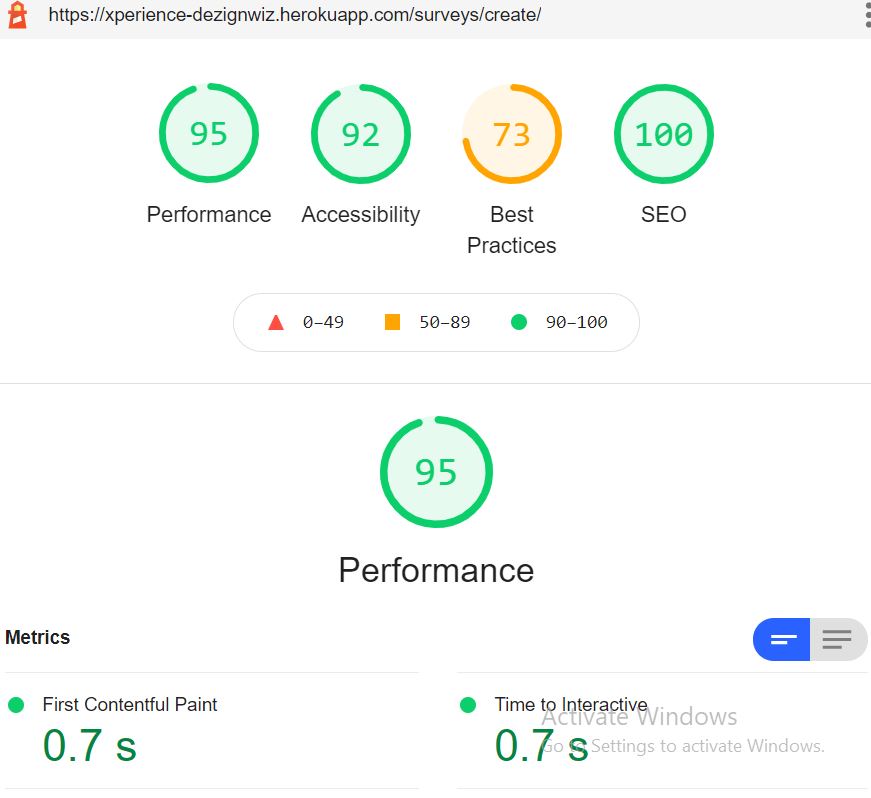 https://xperience-dezignwiz.herokuapp.com/surveys/create/
95 92 73 100
Performance Accessibility Best Practices SEO
0–49 50–89 90–100
95
Performance
Metrics
First Contentful Paint Time to Interactive
0.7 s 0.7 s
Activate Windows
Go to Settings to activate Windows.